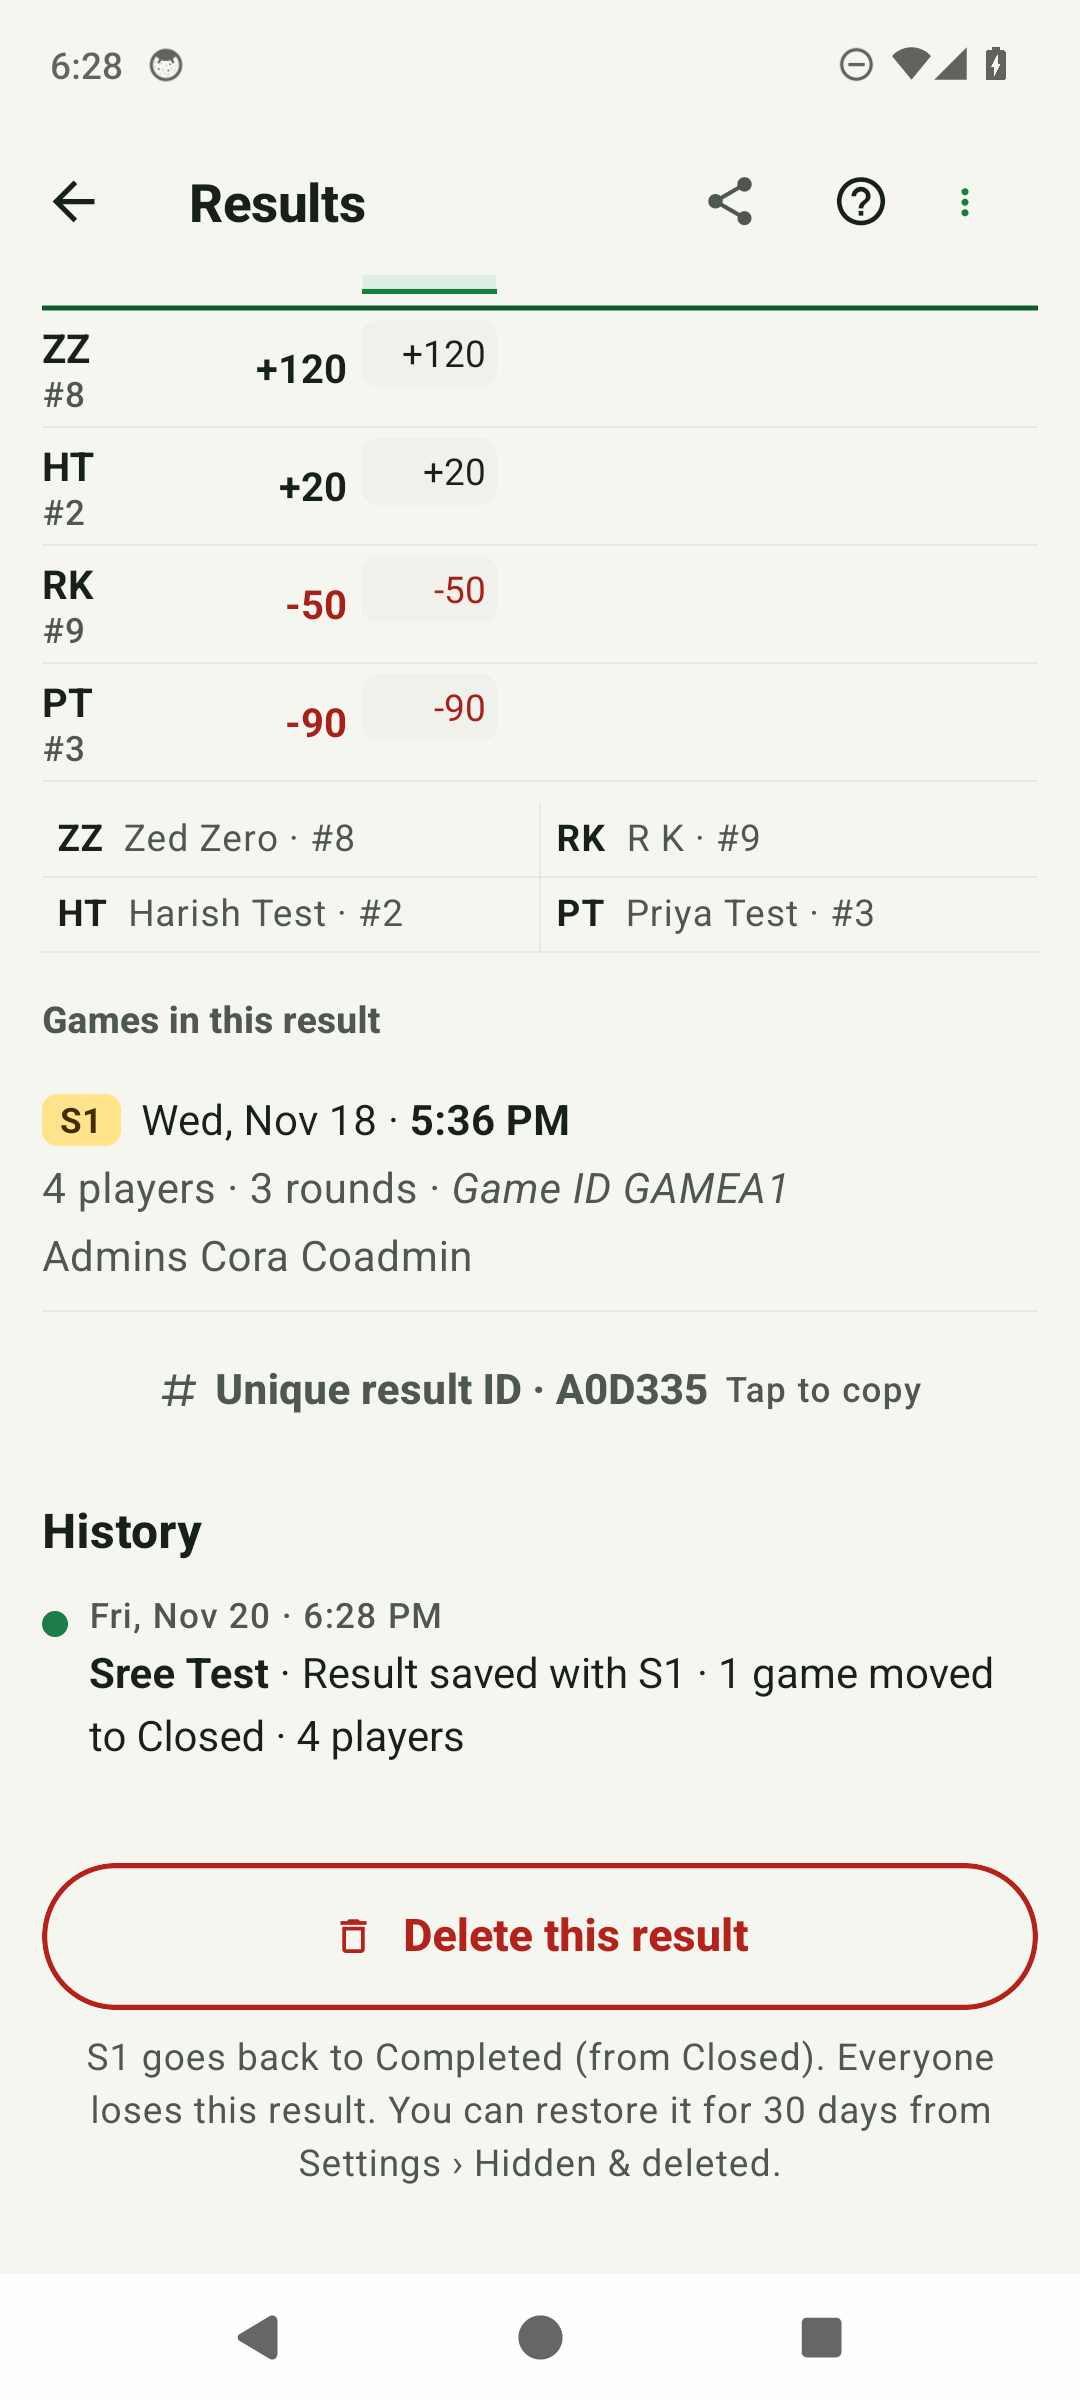 6:28
Results
ZZ +120 +120
#8
HT +20 +20
#2
RK -50 -50
#9
PT -90 -90
#3
ZZ Zed Zero · #8 RK R K · #9
HT Harish Test · #2 PT Priya Test · #3
Games in this result
S1 Wed, Nov 18 · 5:36 PM
4 players · 3 rounds · Game ID GAMEA1
Admins Cora Coadmin
# Unique result ID · A0D335 Tap to copy
History
Fri, Nov 20 · 6:28 PM
Sree Test · Result saved with S1 · 1 game moved
to Closed · 4 players
Delete this result
S1 goes back to Completed (from Closed). Everyone
loses this result. You can restore it for 30 days from
Settings › Hidden & deleted.